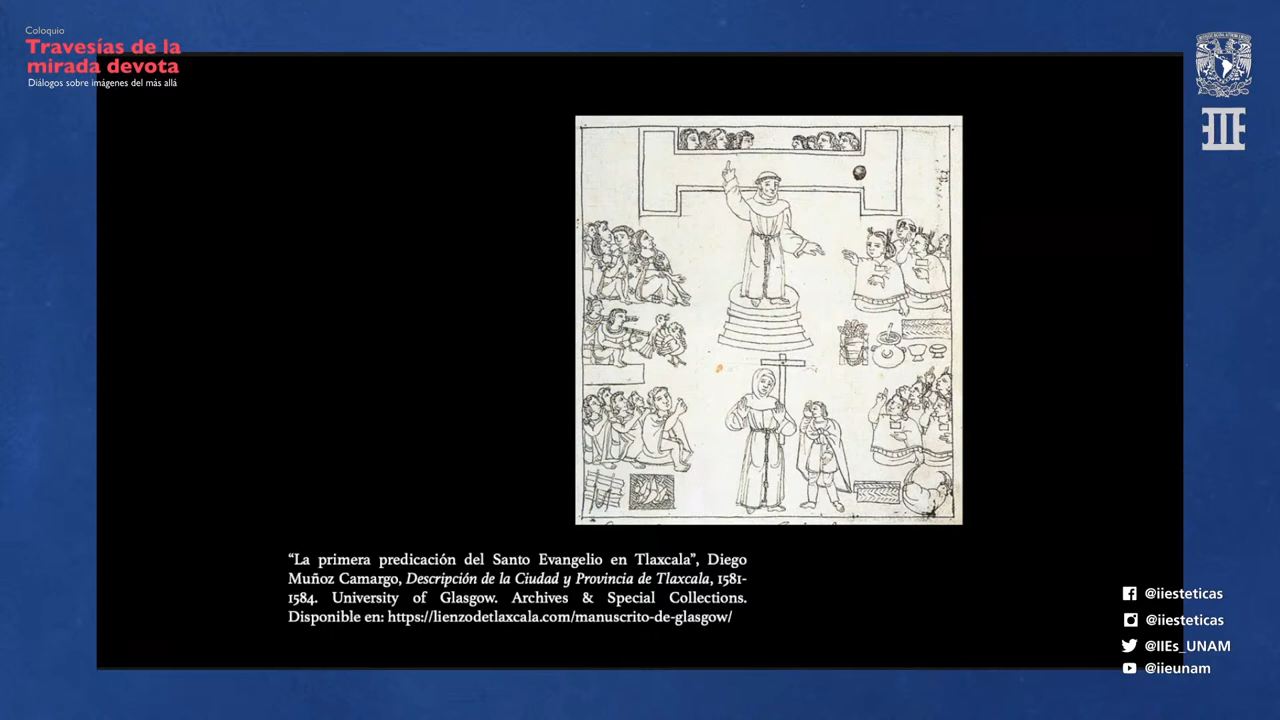 Coloquio
Travesías de la
mirada devota
Diálogos sobre imágenes del más allá
“La primera predicación del Santo Evangelio en Tlaxcala”, Diego
Muñoz Camargo, Descripción de la Ciudad y Provincia de Tlaxcala, 1581-
1584. University of Glasgow. Archives & Special Collections.
Disponible en: https://lienzodetlaxcala.com/manuscrito-de-glasgow/
@iiesteticas
@iiesteticas
@IIEs_UNAM
@iieunam